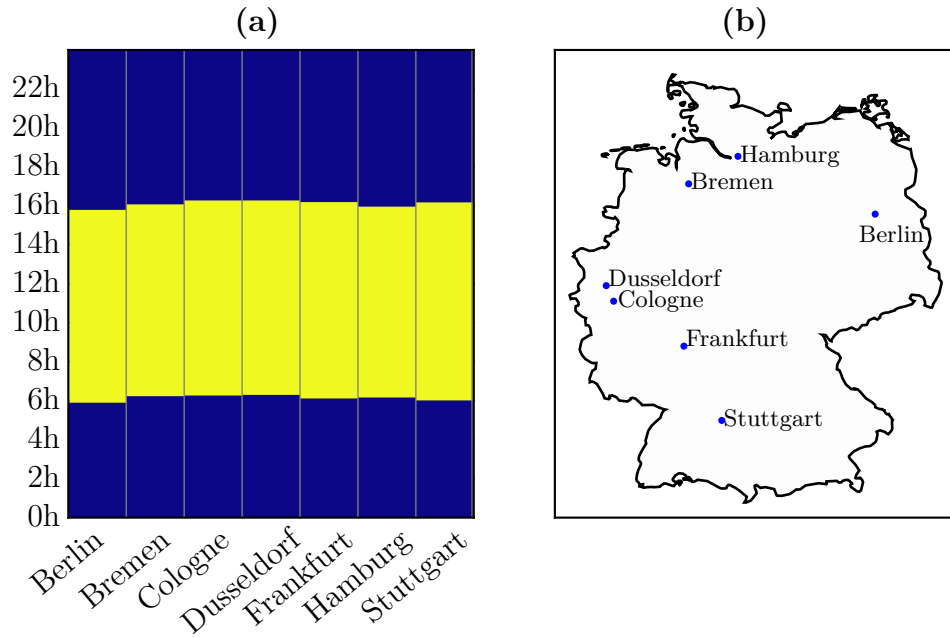 (a)
22h
20h
18h
16h
14h
12h
10h
8h
6h
4h
2h
0h
Berlin
Bremen
Cologne
Dusseldorf
Frankfurt
Hamburg
Stuttgart
(b)
Hamburg
Bremen
Berlin
Dusseldorf
Cologne
Frankfurt
Stuttgart